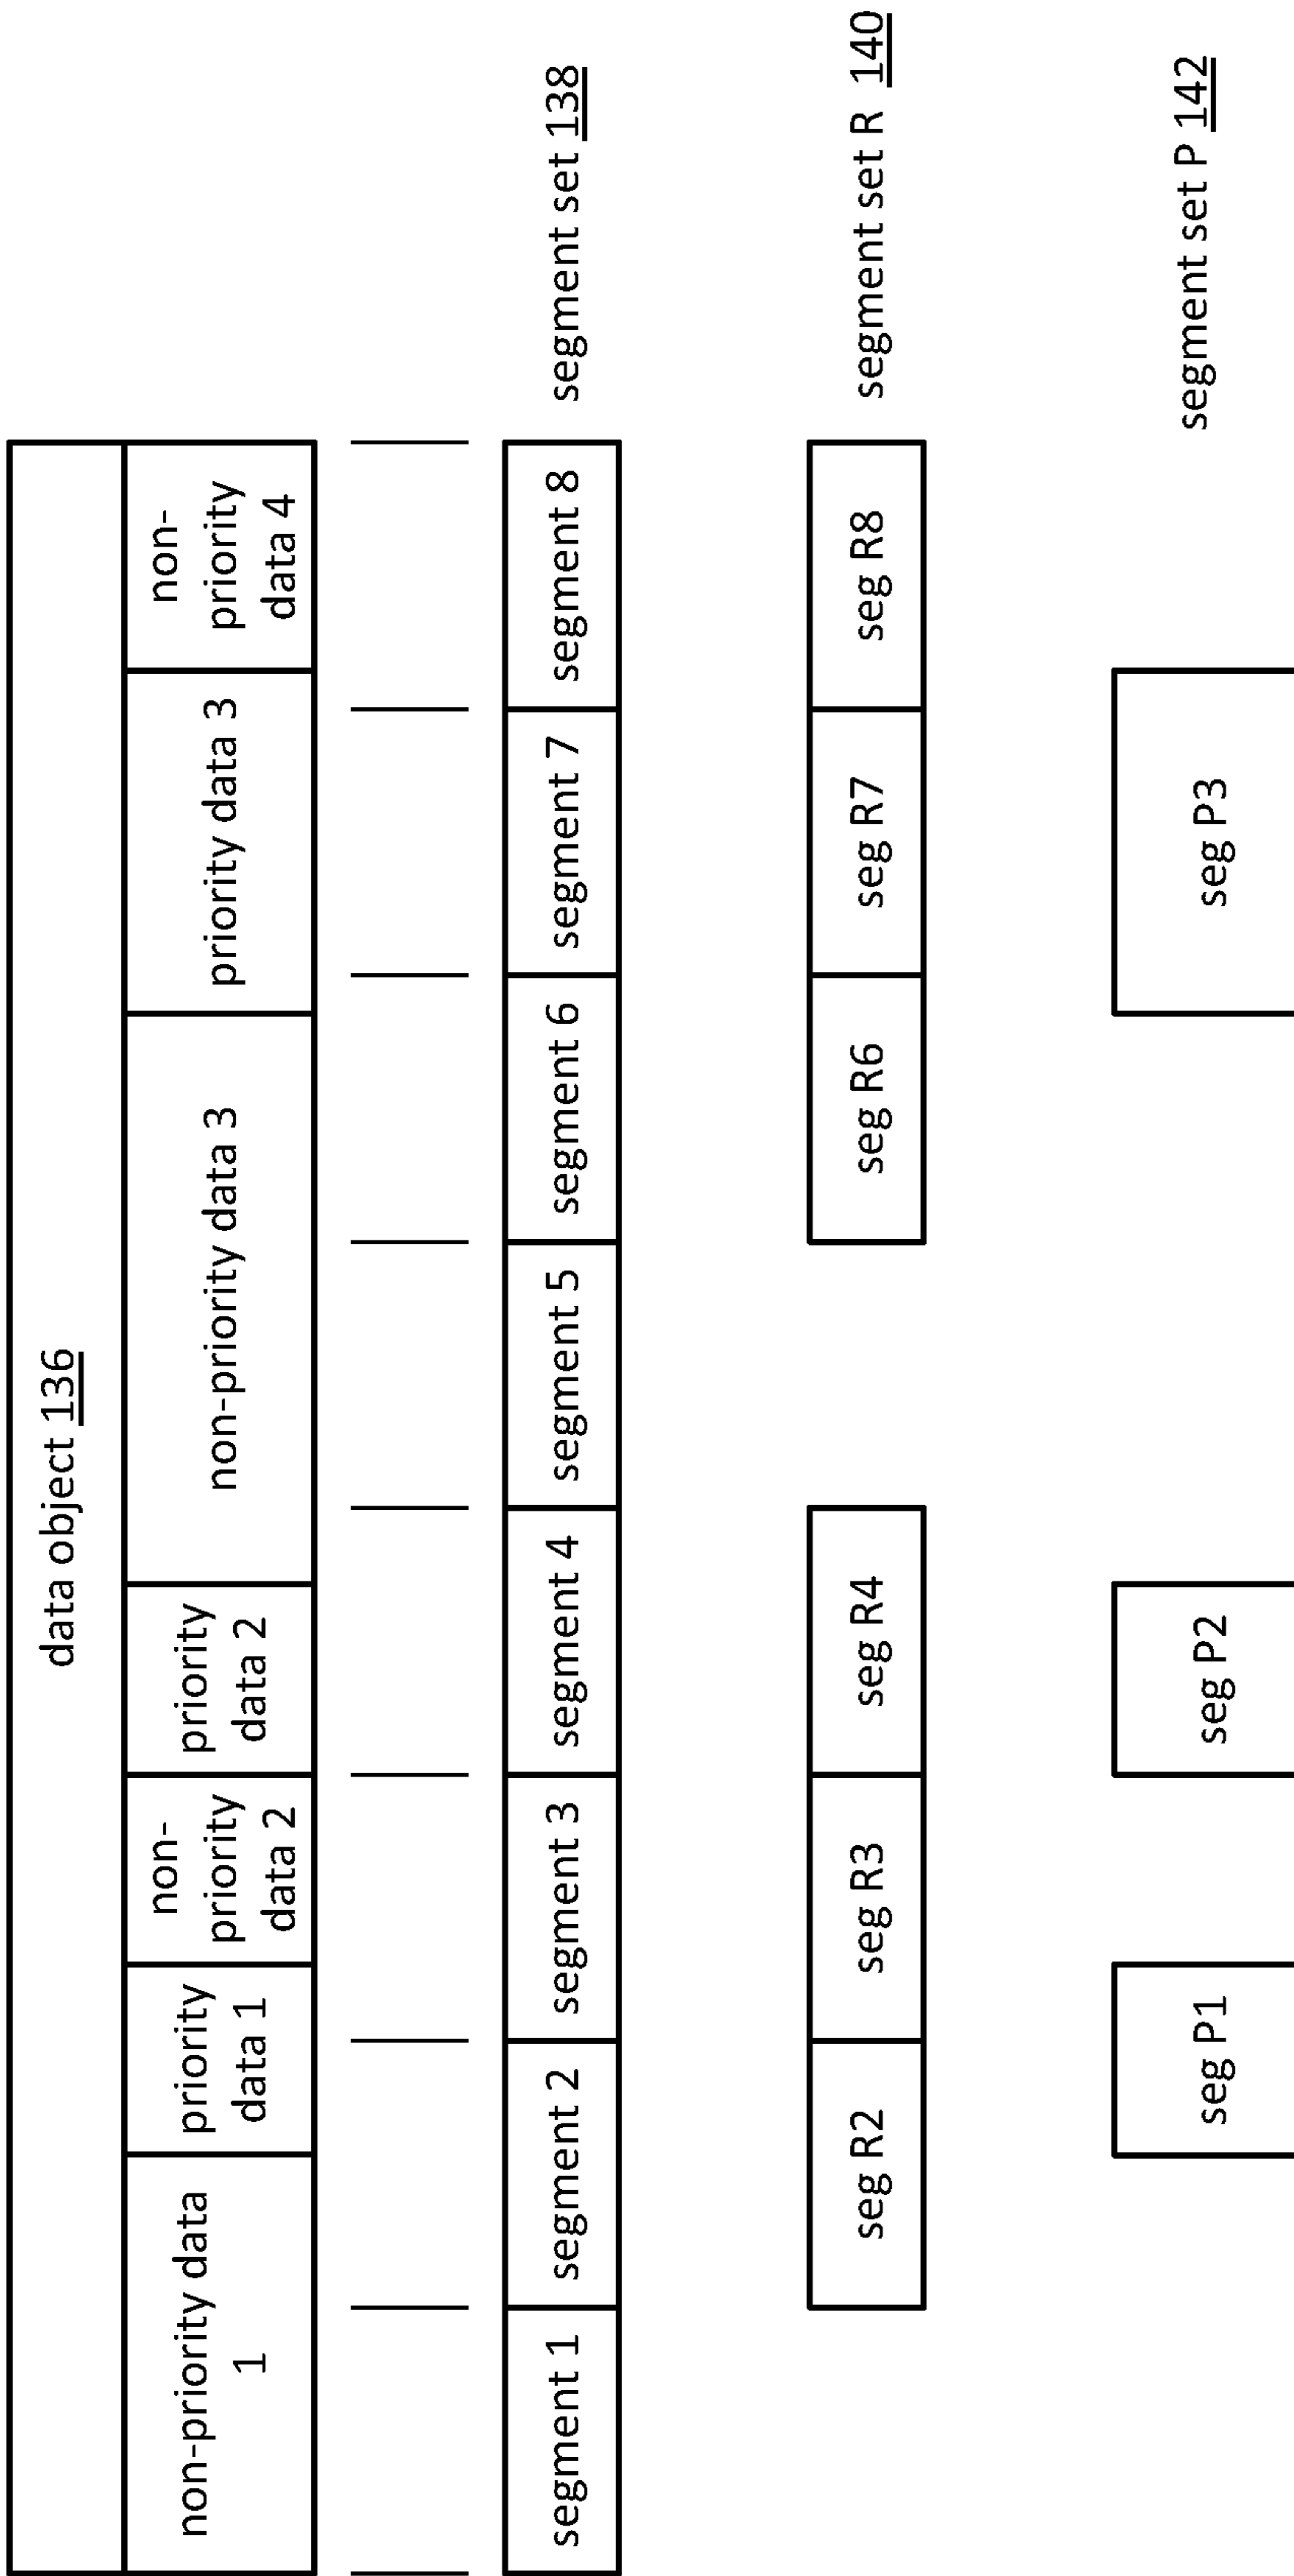 data object 136
non-priority data
1
priority
data 1
non-
priority
data 2
priority
data 2
non-priority data 3
priority data 3
non-
priority
data 4
segment 1
segment 2
segment 3
segment 4
segment 5
segment 6
segment 7
segment 8
segment set 138
seg R2
seg R3
seg R4
seg R6
seg R7
seg R8
segment set R 140
seg P1
seg P2
seg P3
segment set P 142